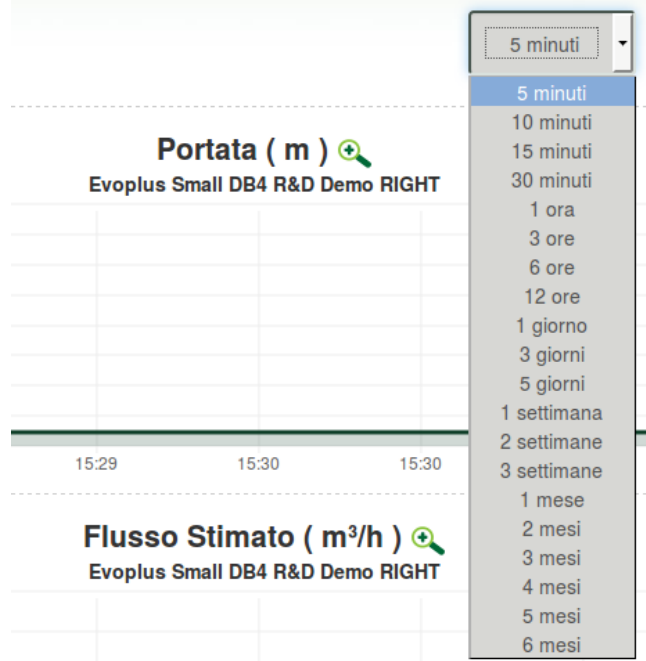 5 minuti
5 minuti
10 minuti
15 minuti
30 minuti
1 ora
3 ore
6 ore
12 ore
1 giorno
3 giorni
5 giorni
1 settimana
2 settimane
3 settimane
1 mese
2 mesi
3 mesi
4 mesi
5 mesi
6 mesi
Portata ( m )
Evoplus Small DB4 R&D Demo RIGHT
15:29 15:30 15:30
Flusso Stimato ( m³/h )
Evoplus Small DB4 R&D Demo RIGHT